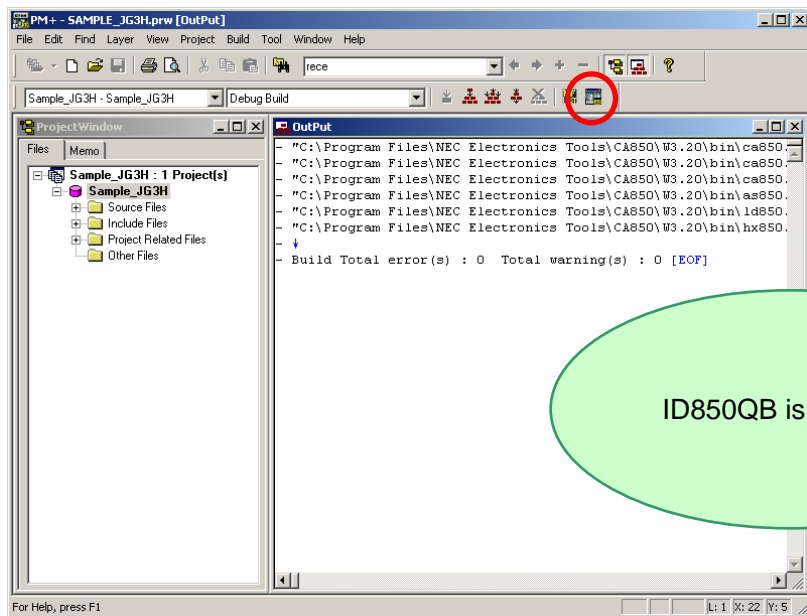 PM+ - SAMPLE_JG3H.prw [OutPut]
File Edit Find Layer View Project Build Tool Window Help
rece
Sample_JG3H - Sample_JG3H Debug Build
ProjectWindow
Files Memo
Sample_JG3H : 1 Project(s)
Sample_JG3H
Source Files
Include Files
Project Related Files
Other Files
OutPut
- "C:\Program Files\NEC Electronics Tools\CA850\W3.20\bin\ca850.
- "C:\Program Files\NEC Electronics Tools\CA850\W3.20\bin\ca850.
- "C:\Program Files\NEC Electronics Tools\CA850\W3.20\bin\ca850.
- "C:\Program Files\NEC Electronics Tools\CA850\W3.20\bin\as850.
- "C:\Program Files\NEC Electronics Tools\CA850\W3.20\bin\ld850.
- "C:\Program Files\NEC Electronics Tools\CA850\W3.20\bin\hx850.
- ↓
- Build Total error(s) : 0 Total warning(s) : 0 [EOF]
ID850QB is
For Help, press F1
L: 1 X: 22 Y: 5